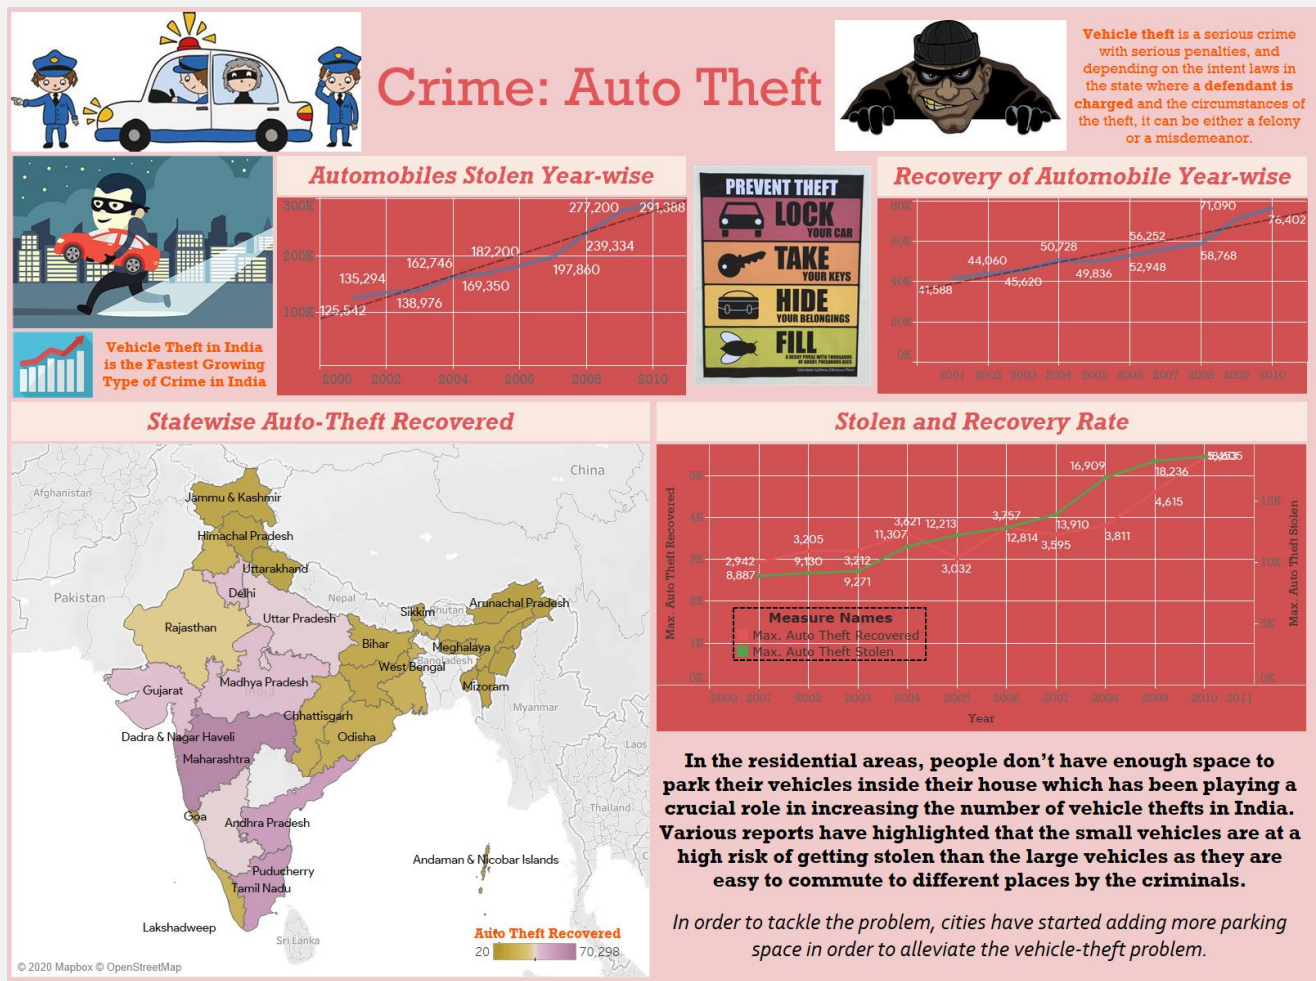 Crime: Auto Theft
Vehicle theft is a serious crime
with serious penalties, and
depending on the intent laws in
the state where a defendant is
charged and the circumstances of
the theft, it can be either a felony
or a misdemeanor.
Vehicle Theft in India
is the Fastest Growing
Type of Crime in India
Automobiles Stolen Year-wise
300K
200K
100K
125,542
135,294
138,976
162,746
169,350
182,200
197,860
239,334
277,200
291,388
2000 2002 2004 2006 2008 2010
PREVENT THEFT
LOCK
YOUR CAR
TAKE
YOUR KEYS
HIDE
YOUR BELONGINGS
FILL
Recovery of Automobile Year-wise
80K
60K
40K
20K
0K
41,588
44,060
45,620
50,728
49,836
52,948
56,252
58,768
71,090
76,402
2001 2002 2003 2004 2005 2006 2007 2008 2009 2010
Statewise Auto-Theft Recovered
China
Afghanistan
Jammu & Kashmir
Himachal Pradesh
Uttarakhand
Pakistan
Delhi
Nepal
Rajasthan
Uttar Pradesh
Sikkim
Bhutan
Arunachal Pradesh
Bihar
Meghalaya
Bangladesh
West Bengal
Gujarat
Madhya Pradesh
India
Mizoram
Myanmar
Chhattisgarh
Dadra & Nagar Haveli
Odisha
Laos
Maharashtra
Thailand
Goa
Andhra Pradesh
Andaman & Nicobar Islands
Puducherry
Tamil Nadu
Lakshadweep
Sri Lanka
Auto Theft Recovered
20 70,298
© 2020 Mapbox © OpenStreetMap
Stolen and Recovery Rate
Max. Auto Theft Recovered
5K
4K
3K
2K
1K
0K
2,942
8,887
3,205
9,130
3,212
9,271
3,621
11,307
12,213
3,032
3,757
12,814
13,910
3,595
16,909
3,811
18,236
4,615
15K
10K
5K
0K
Max. Auto Theft Stolen
Measure Names
Max. Auto Theft Recovered
Max. Auto Theft Stolen
2000 2001 2002 2003 2004 2005 2006 2007 2008 2009 2010 2011
Year
In the residential areas, people don't have enough space to
park their vehicles inside their house which has been playing a
crucial role in increasing the number of vehicle thefts in India.
Various reports have highlighted that the small vehicles are at a
high risk of getting stolen than the large vehicles as they are
easy to commute to different places by the criminals.
In order to tackle the problem, cities have started adding more parking
space in order to alleviate the vehicle-theft problem.